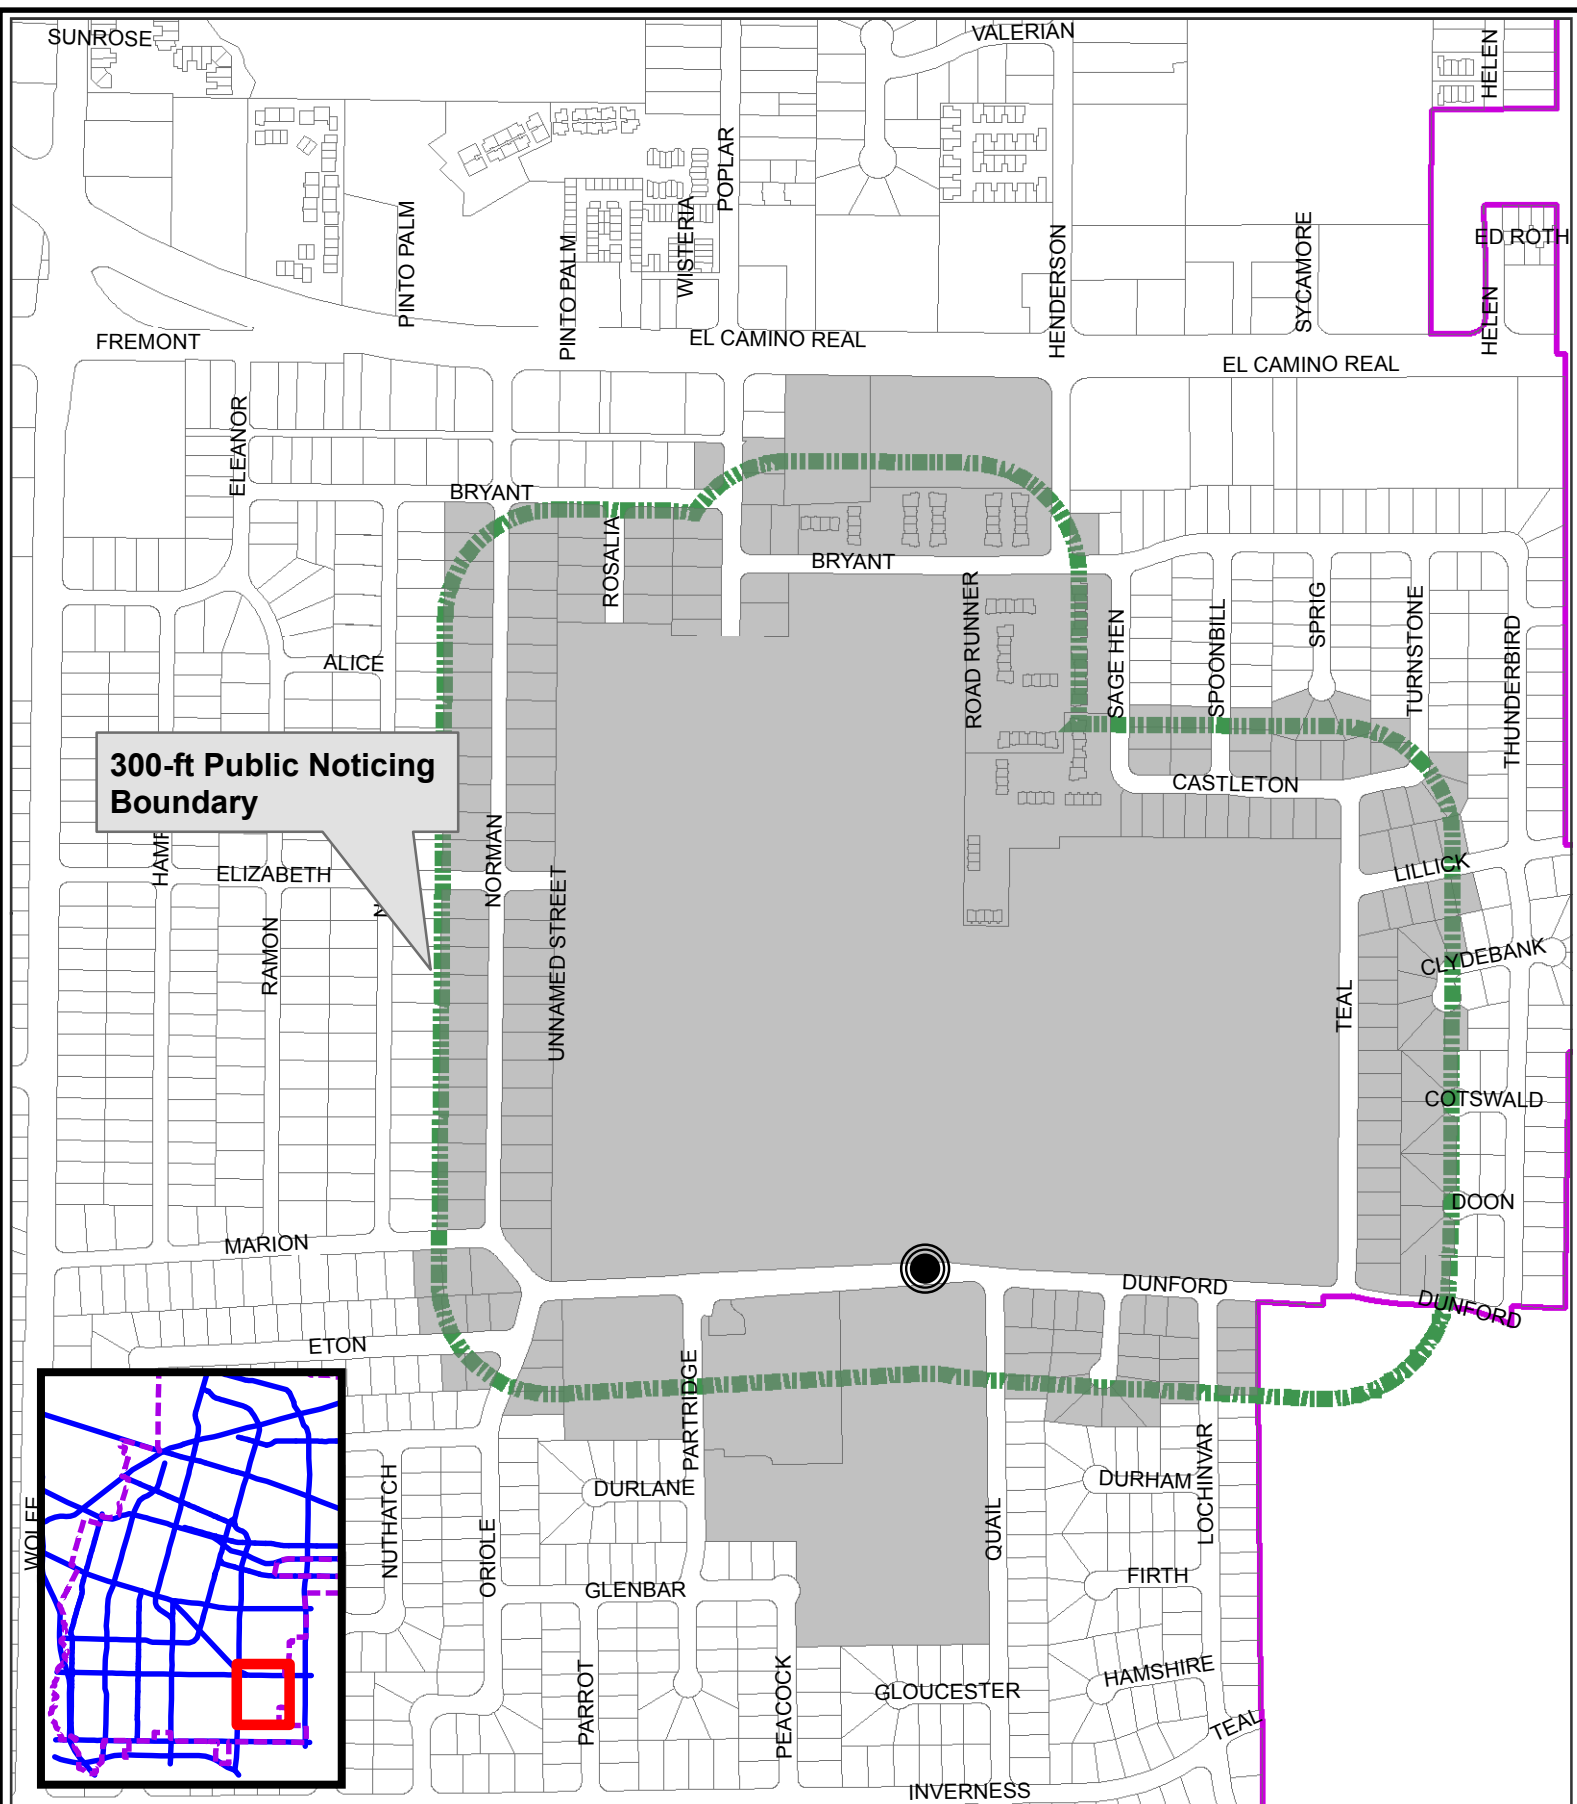 SUNROSE
VALERIAN
HELEN
POPLAR
PINTO PALM
PINTO PALM
WISTERIA
HENDERSON
SYCAMORE
ED ROTH
HELEN
FREMONT
EL CAMINO REAL
EL CAMINO REAL
ELEANOR
BRYANT
ROSALIA
BRYANT
ROAD RUNNER
SAGE HEN
SPOONBILL
SPRIG
TURNSTONE
THUNDERBIRD
ALICE
300-ft Public Noticing
Boundary
CASTLETON
NORMAN
ELIZABETH
UNNAMED STREET
LILLICK
RAMON
CLYDEBANK
TEAL
COTSWALD
DOON
MARION
DUNFORD
DUNFORD
ETON
PARTRIDGE
WOLFE
NUTHATCH
ORIOLE
DURLANE
QUAIL
DURHAM
LOCHINVAR
GLENBAR
FIRTH
PARROT
PEACOCK
GLOUCESTER
HAMSHIRE
TEAL
INVERNESS